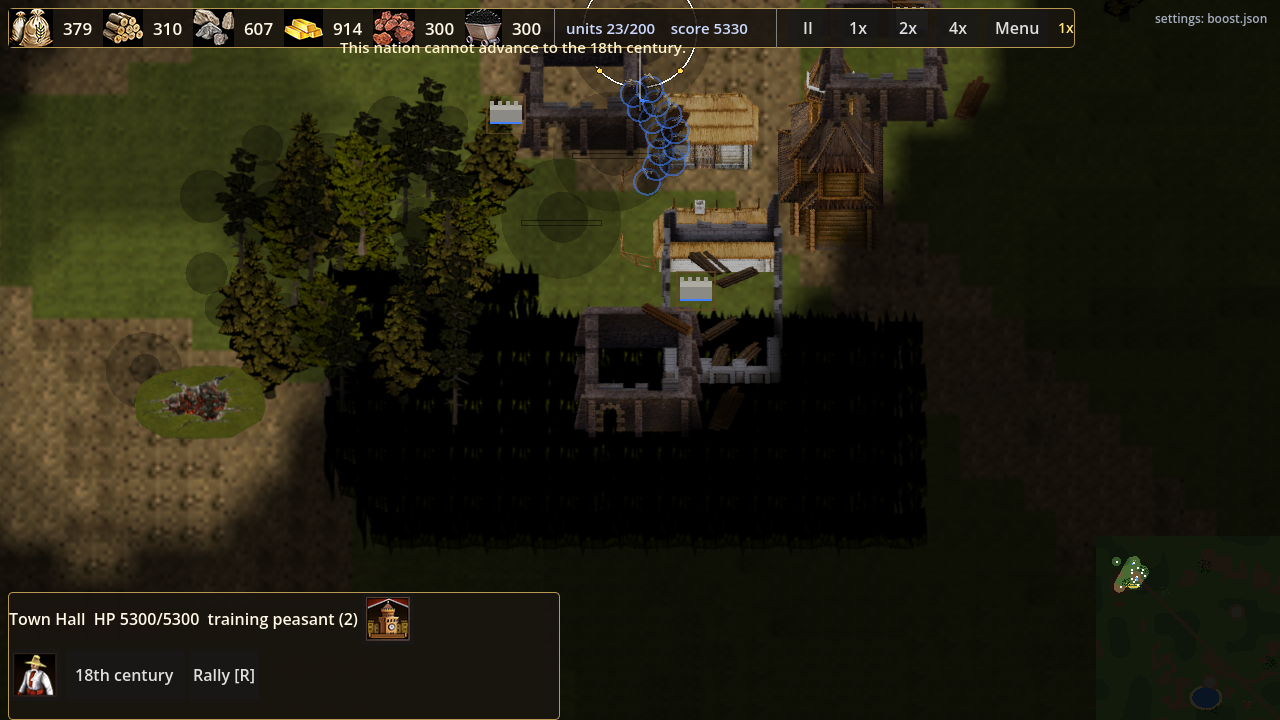 379 310 607 914 300 300 units 23/200 score 5330 II 1x 2x 4x Menu 1x
settings: boost.json
This nation cannot advance to the 18th century.
Town Hall HP 5300/5300 training peasant (2)
18th century Rally [R]